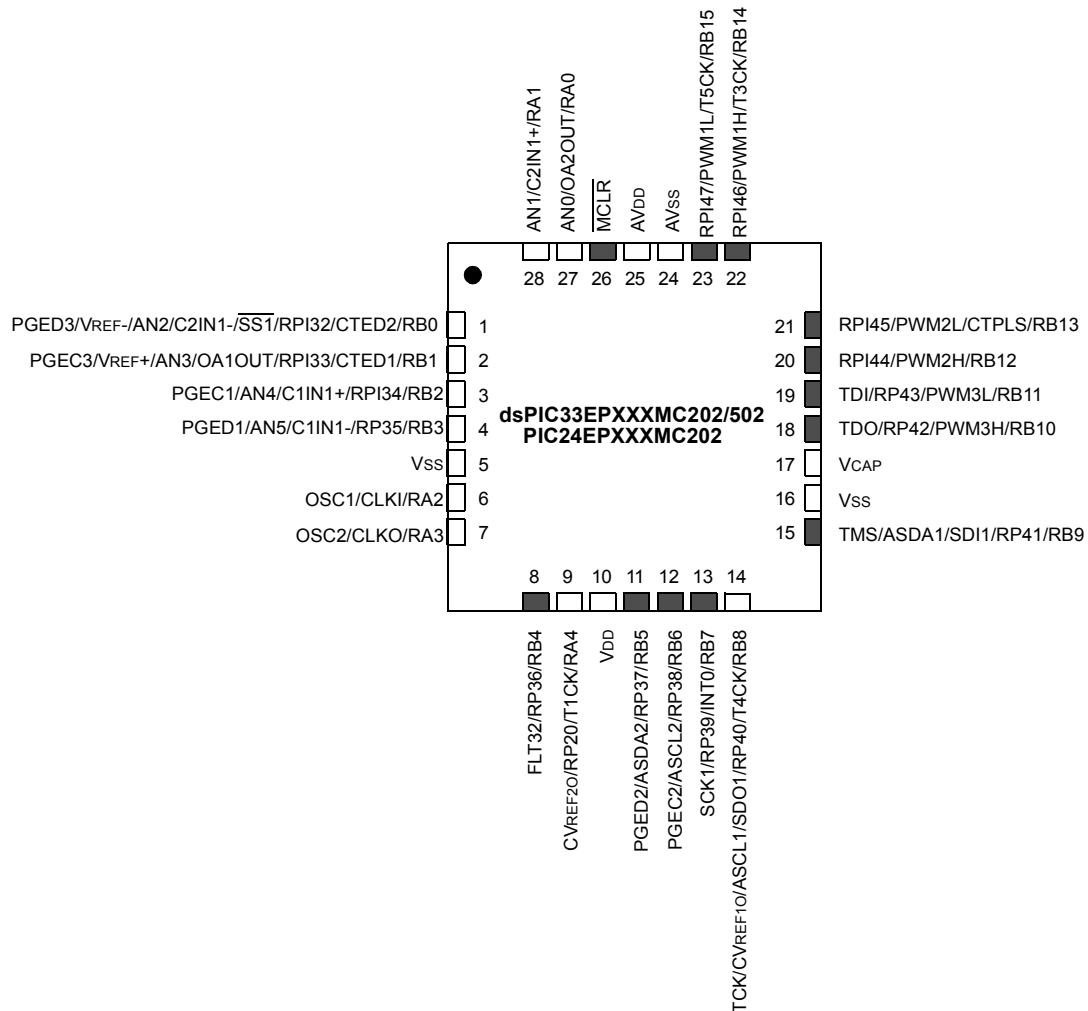 AN1/C2IN1+/RA1
AN0/OA2OUT/RA0
MCLR
AVDD
AVSS
RPI47/PWM1L/T5CK/RB15
RPI46/PWM1H/T3CK/RB14
28 27 26 25 24 23 22
PGED3/VREF-/AN2/C2IN1-/SS1/RPI32/CTED2/RB0 1
PGEC3/VREF+/AN3/OA1OUT/RPI33/CTED1/RB1 2
PGEC1/AN4/C1IN1+/RPI34/RB2 3
PGED1/AN5/C1IN1-/RP35/RB3 4
VSS 5
OSC1/CLKI/RA2 6
OSC2/CLKO/RA3 7
dsPIC33EPXXXMC202/502
PIC24EPXXXMC202
21 RPI45/PWM2L/CTPLS/RB13
20 RPI44/PWM2H/RB12
19 TDI/RP43/PWM3L/RB11
18 TDO/RP42/PWM3H/RB10
17 VCAP
16 VSS
15 TMS/ASDA1/SDI1/RP41/RB9
8 9 10 11 12 13 14
FLT32/RP36/RB4
CVREF2O/RP20/T1CK/RA4
VDD
PGED2/ASDA2/RP37/RB5
PGEC2/ASCL2/RP38/RB6
SCK1/RP39/INT0/RB7
TCK/CVREF1O/ASCL1/SDO1/RP40/T4CK/RB8